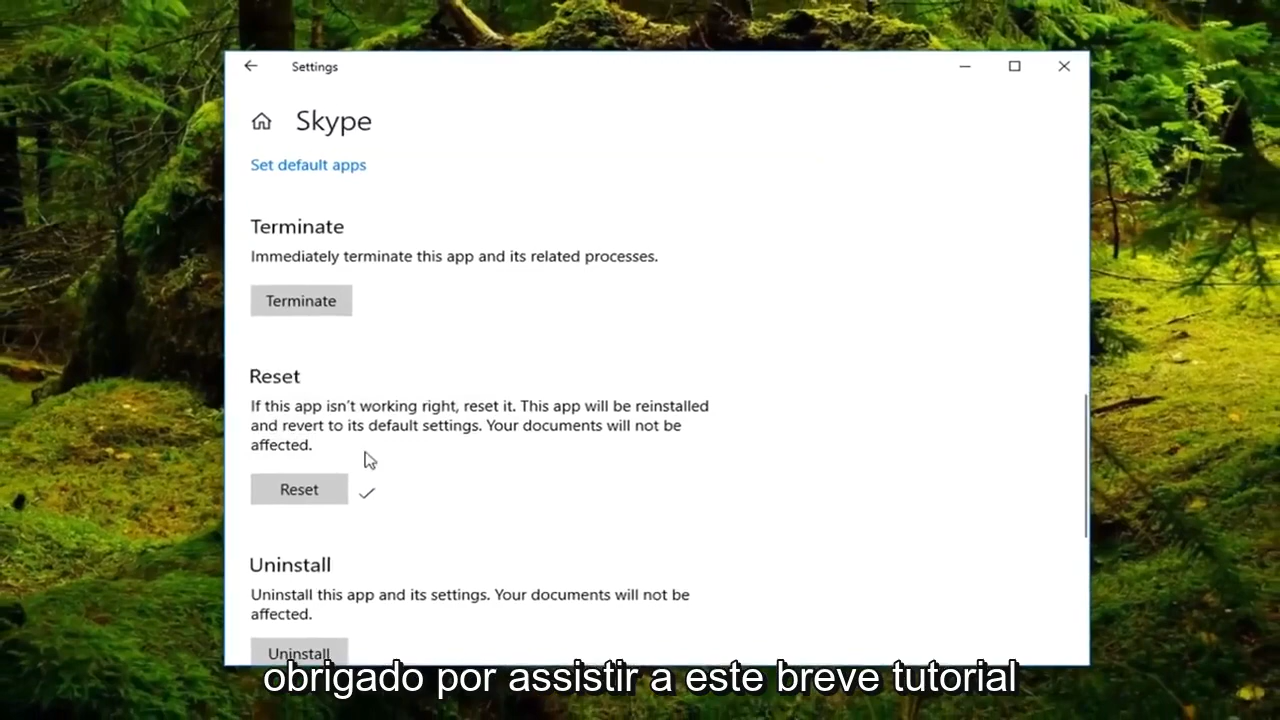 Settings
Skype
Set default apps
Terminate
Immediately terminate this app and its related processes.
Terminate
Reset
If this app isn't working right, reset it. This app will be reinstalled
and revert to its default settings. Your documents will not be
affected.
Reset
Uninstall
Uninstall this app and its settings. Your documents will not be
affected.
Uninstall
obrigado por assistir a este breve tutorial